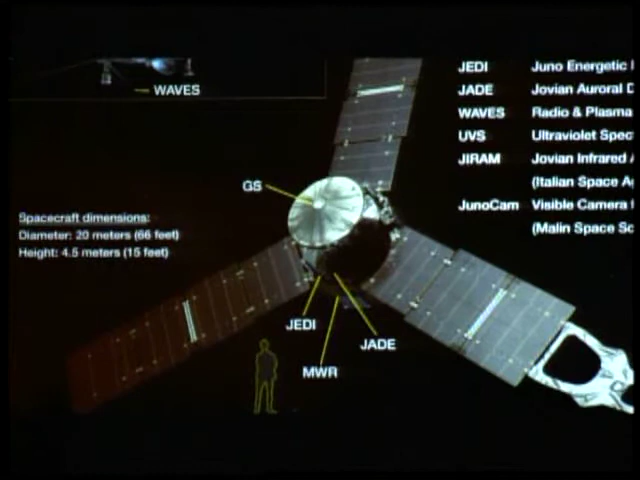 WAVES
JEDI Juno Energetic
JADE Jovian Auroral D
WAVES Radio & Plasma
UVS Ultraviolet Spec
JIRAM Jovian Infrared A
(Italian Space Ag
JunoCam Visible Camera
(Malin Space Sc
GS
Spacecraft dimensions:
Diameter: 20 meters (66 feet)
Height: 4.5 meters (15 feet)
JEDI
JADE
MWR